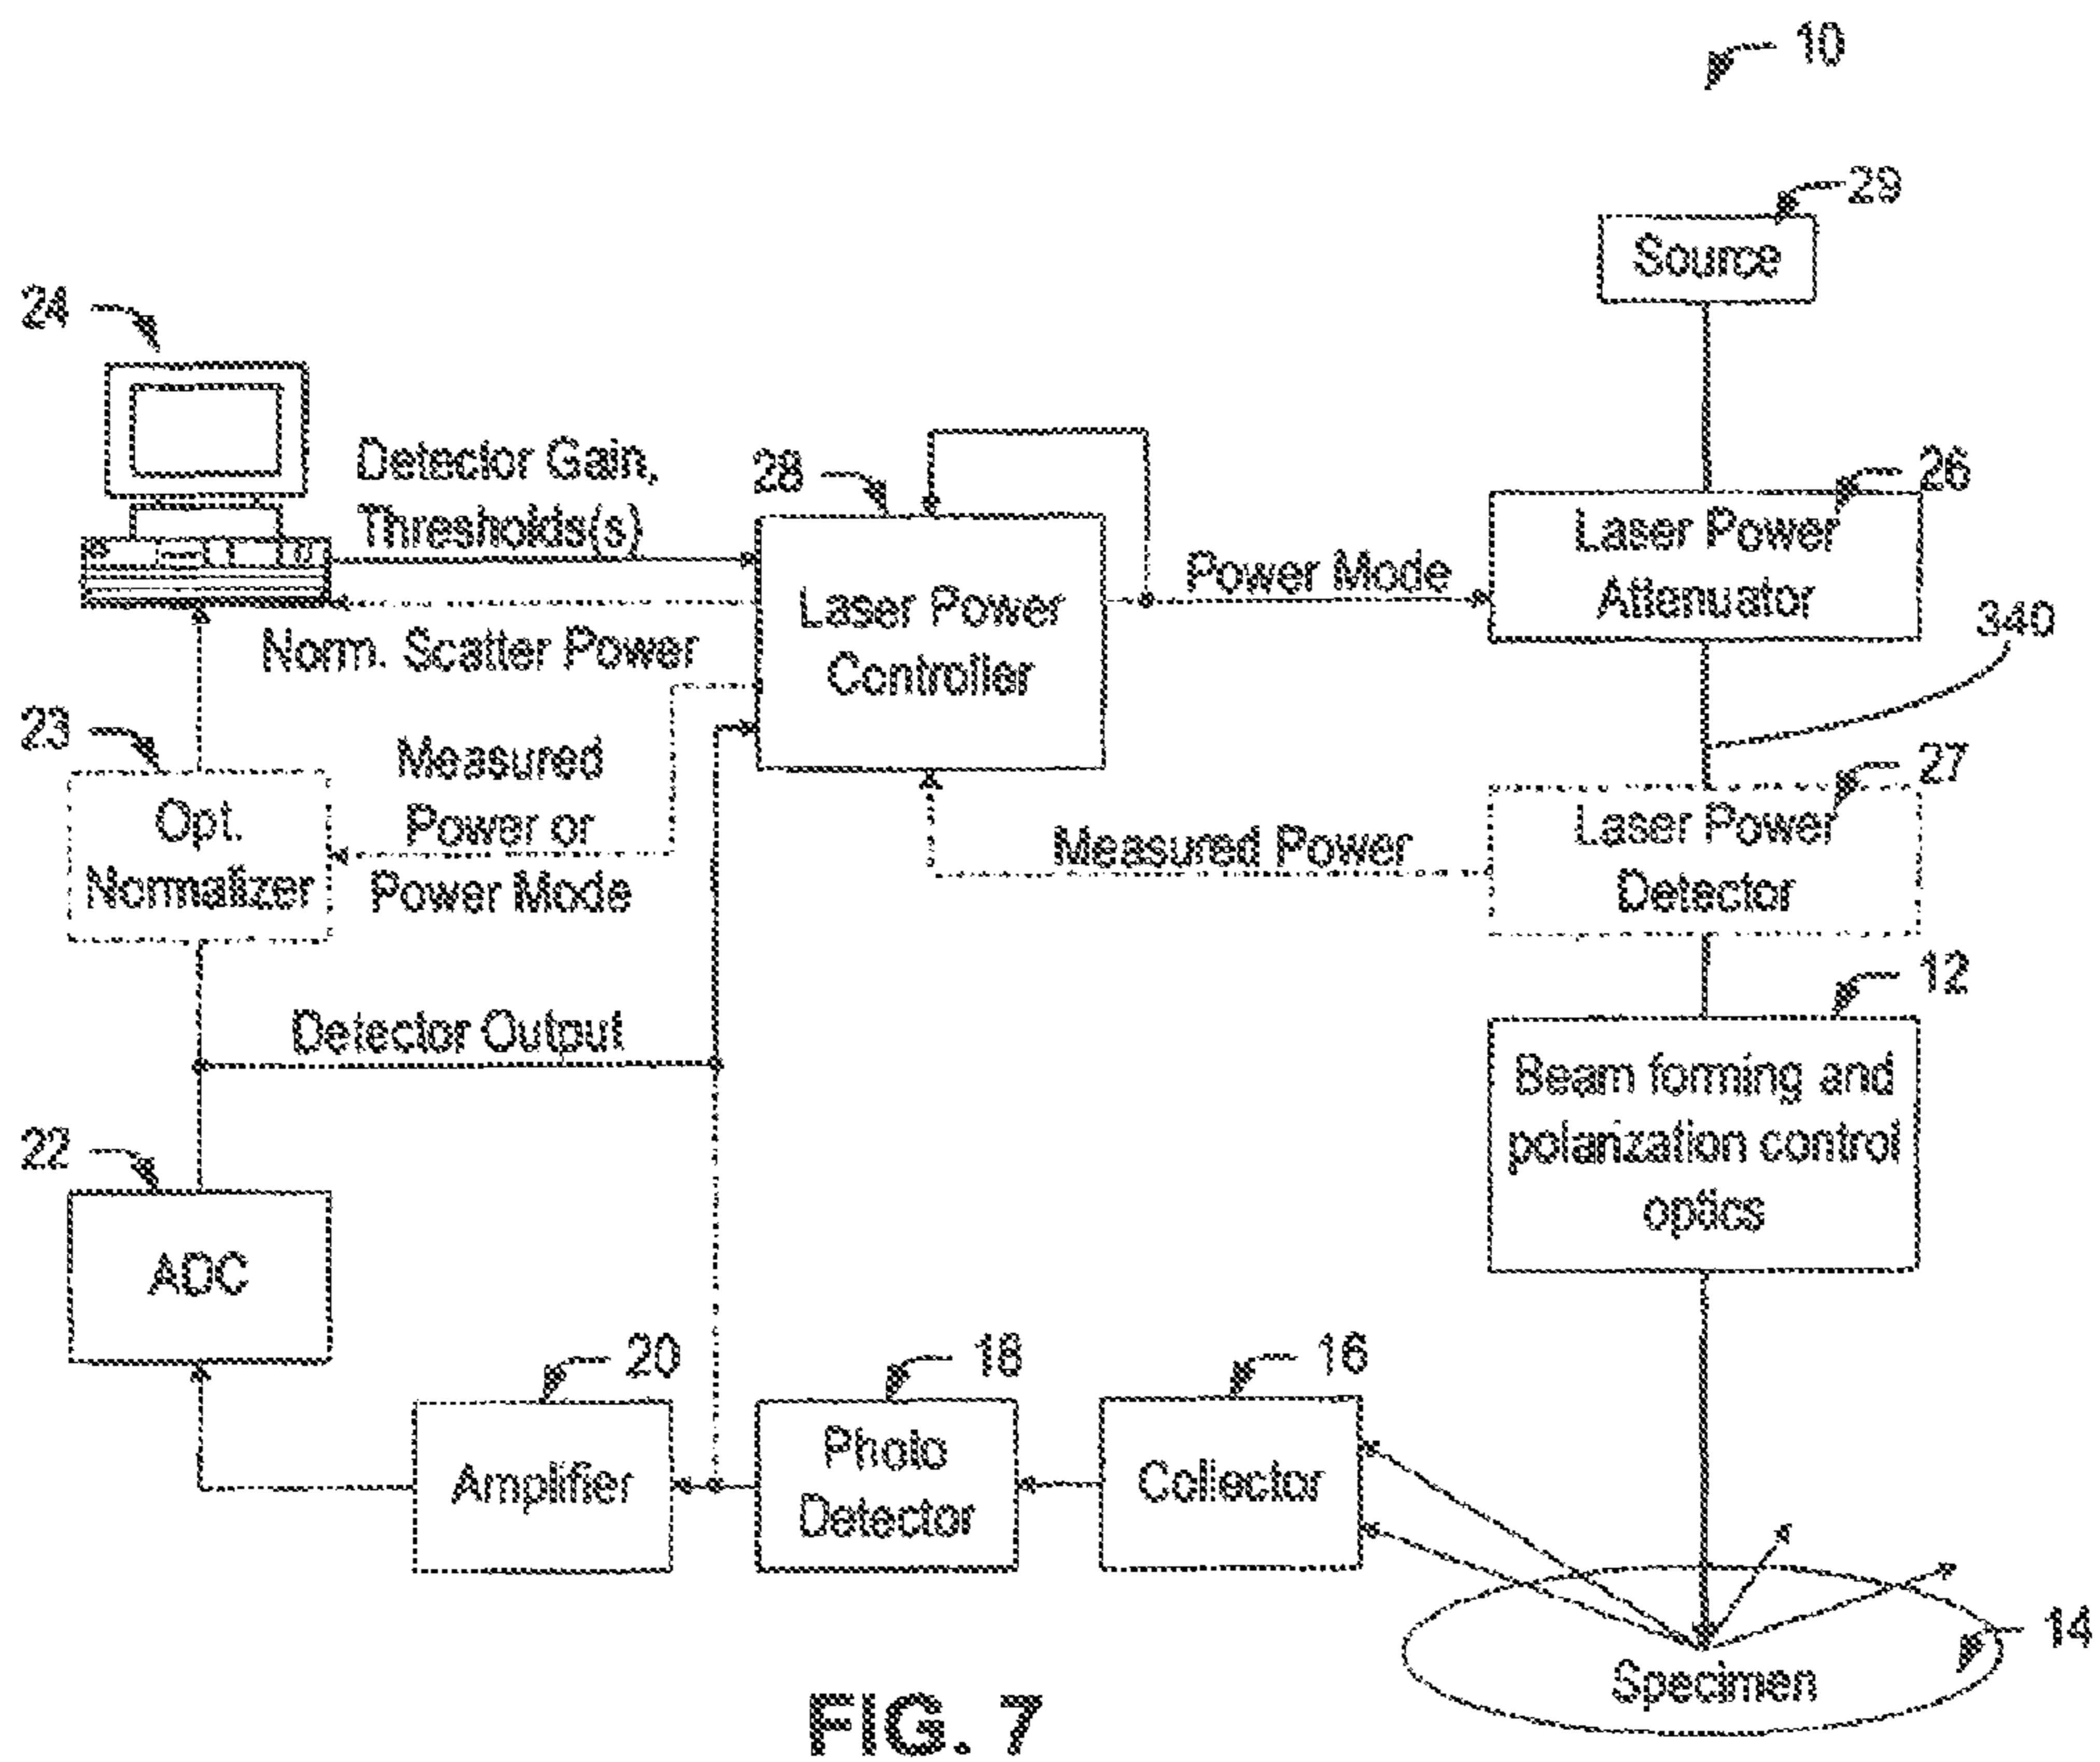 10
29
Source
24
Detector Gain,
Thresholds(s)
28
26
Laser Power
Attenuator
Power Mode
Laser Power
Controller
Norm. Scatter Power
340
23
Measured
Power or
Power Mode
Opt.
Normalizer
27
Laser Power
Detector
Measured Power
12
Detector Output
Beam forming and
polarization control
optics
22
ADC
20
Amplifier
18
Photo
Detector
16
Collector
14
Specimen
FIG. 7